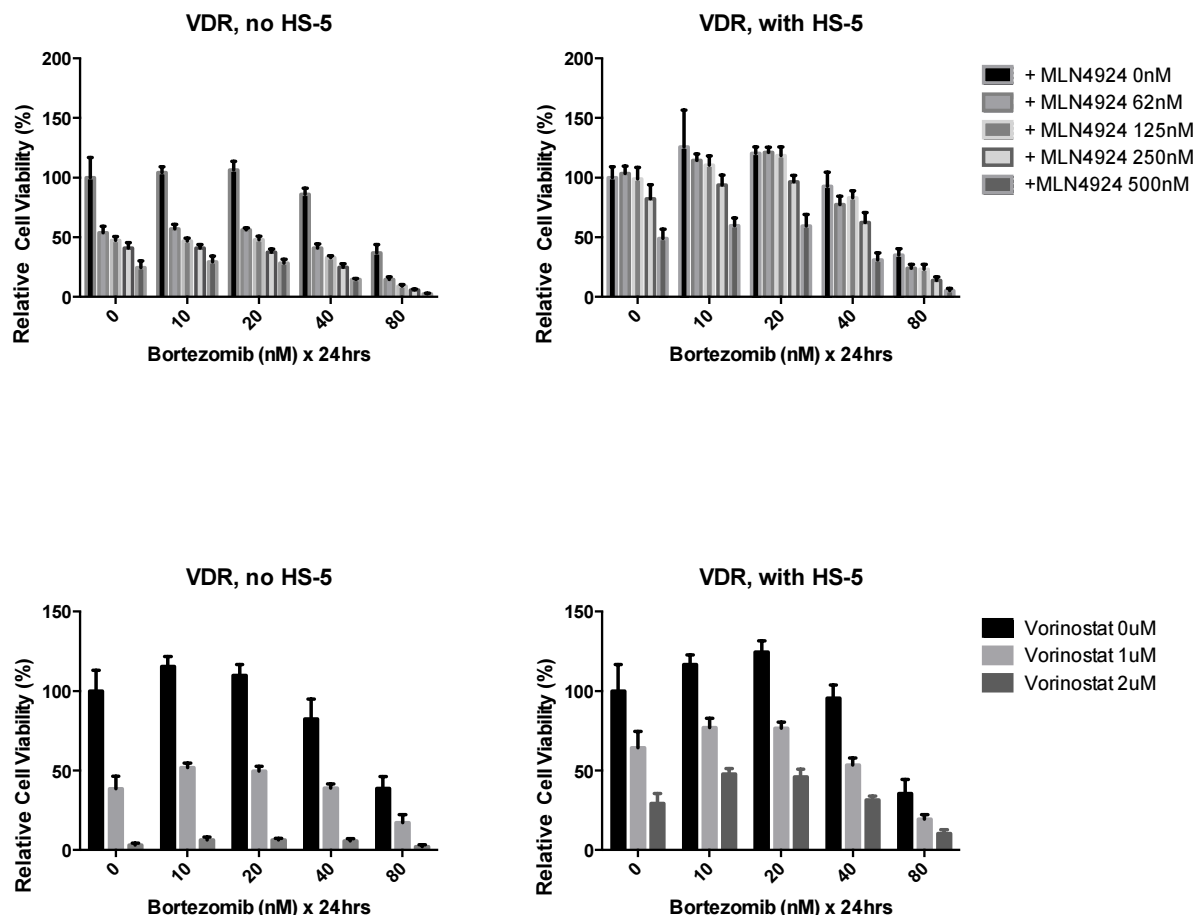 VDR, no HS-5
200
150
100
50
0
Relative Cell Viability (%)
0 10 20 40 80
Bortezomib (nM) x 24hrs
VDR, with HS-5
200
150
100
50
0
Relative Cell Viability (%)
0 10 20 40 80
Bortezomib (nM) x 24hrs
+ MLN4924 0nM
+ MLN4924 62nM
+ MLN4924 125nM
+ MLN4924 250nM
+MLN4924 500nM
VDR, no HS-5
150
100
50
0
Relative Cell Viability (%)
0 10 20 40 80
Bortezomib (nM) x 24hrs
VDR, with HS-5
150
100
50
0
Relative Cell Viability (%)
0 10 20 40 80
Bortezomib (nM) x 24hrs
Vorinostat 0uM
Vorinostat 1uM
Vorinostat 2uM